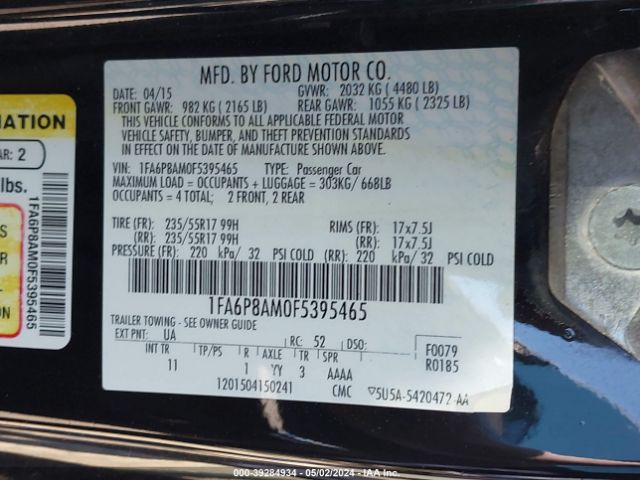 MFD. BY FORD MOTOR CO.
DATE: 04/15 GVWR: 2032 KG ( 4480 LB)
FRONT GAWR: 982 KG ( 2165 LB) REAR GAWR: 1055 KG ( 2325 LB)
THIS VEHICLE CONFORMS TO ALL APPLICABLE FEDERAL MOTOR
VEHICLE SAFETY, BUMPER, AND THEFT PREVENTION STANDARDS
IN EFFECT ON THE DATE OF MANUFACTURE SHOWN ABOVE.
VIN: 1FA6P8AM0F5395465 TYPE: Passenger Car
MAXIMUM LOAD = OCCUPANTS + LUGGAGE = 303KG/ 668LB
OCCUPANTS = 4 TOTAL; 2 FRONT, 2 REAR
TIRE (FR): 235/55R17 99H RIMS (FR): 17x7.5J
(RR): 235/55R17 99H (RR): 17x7.5J
PRESSURE (FR): 220 kPa/ 32 PSI COLD (RR): 220 kPa/ 32 PSI COLD
1FA6P8AM0F5395465
TRAILER TOWING - SEE OWNER GUIDE
EXT PNT: UA RC: 52 DSO: F0079
INT TR TP/PS R AXLE TR SPR R0185
11 1 YY 3 AAAA
1201504150241 CMC ▽5U5A-5420472-AA
MATION
AR: 2
lbs.
1FA6P8AM0F5395465
ION
© 39284934 - 05/02/2024 - IAA Inc.